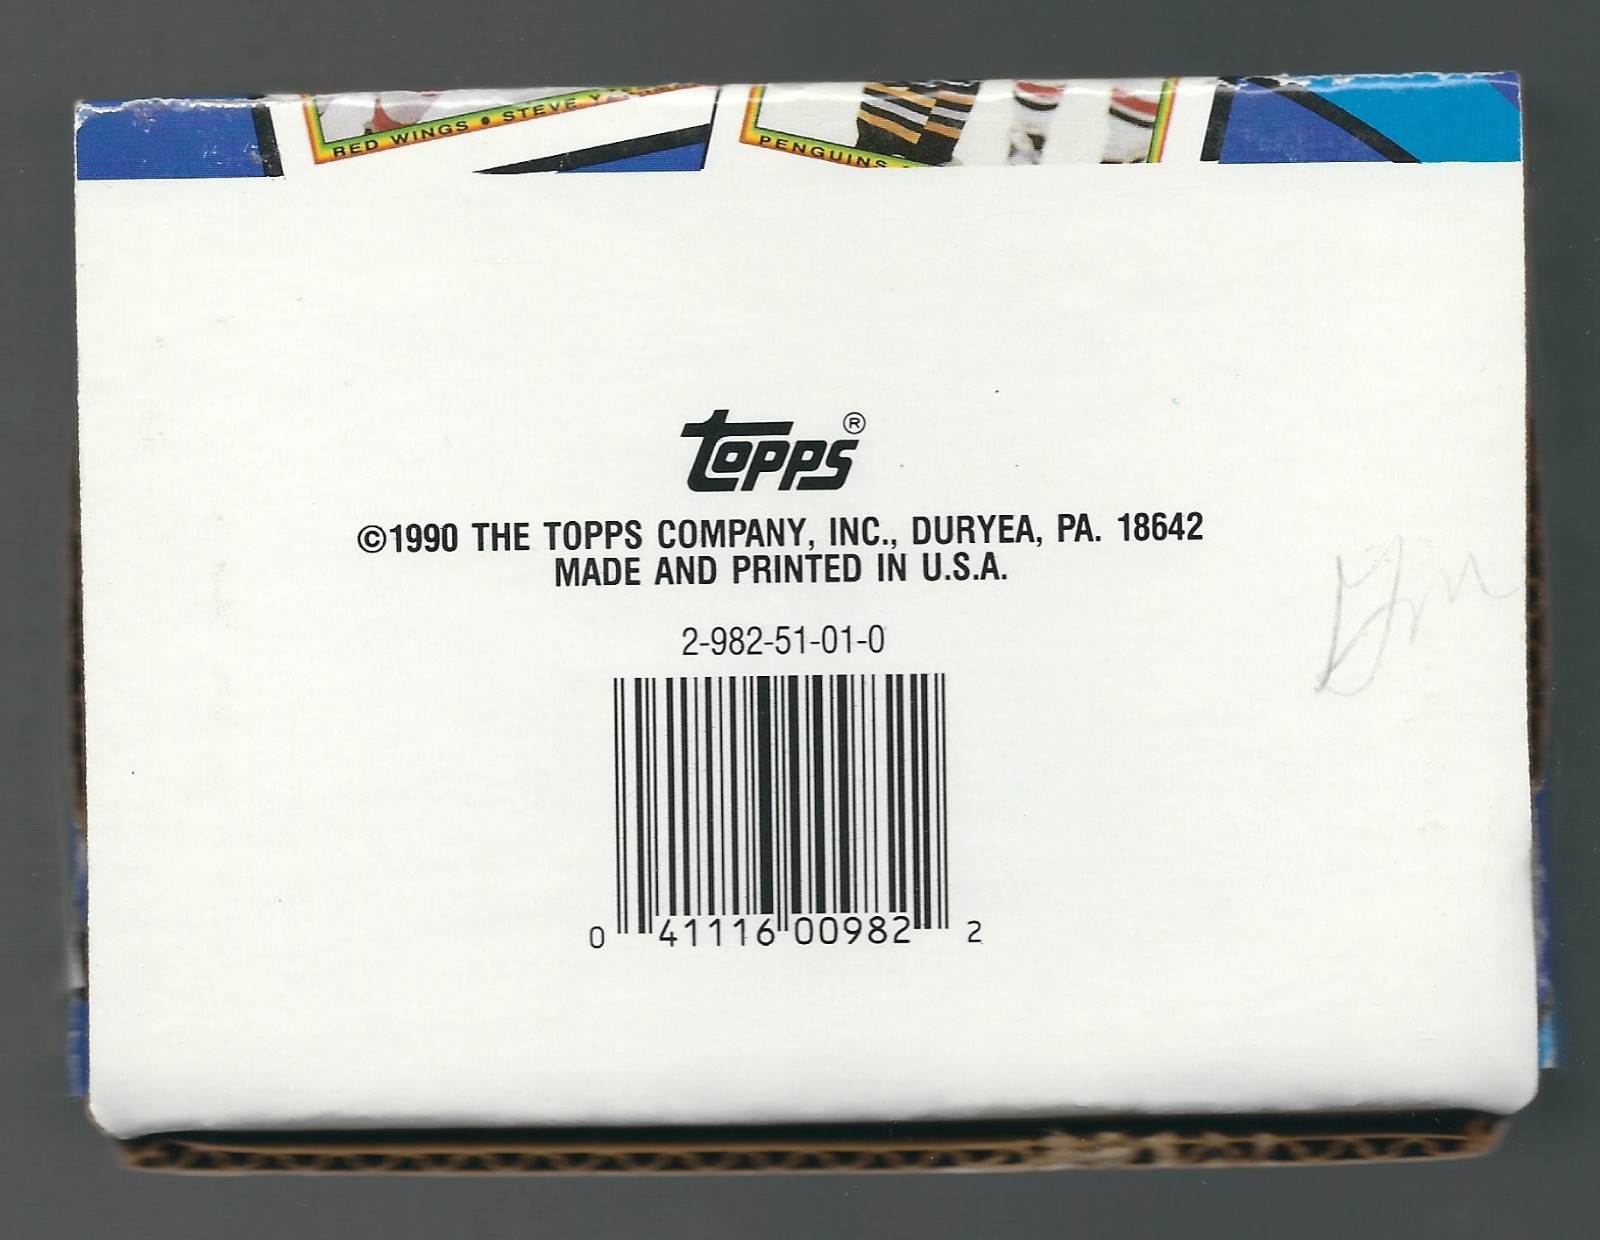 RED WINGS • STEVE
PENGUINS
topps®
©1990 THE TOPPS COMPANY, INC., DURYEA, PA. 18642
MADE AND PRINTED IN U.S.A.
2-982-51-01-0
0 41116 00982 2